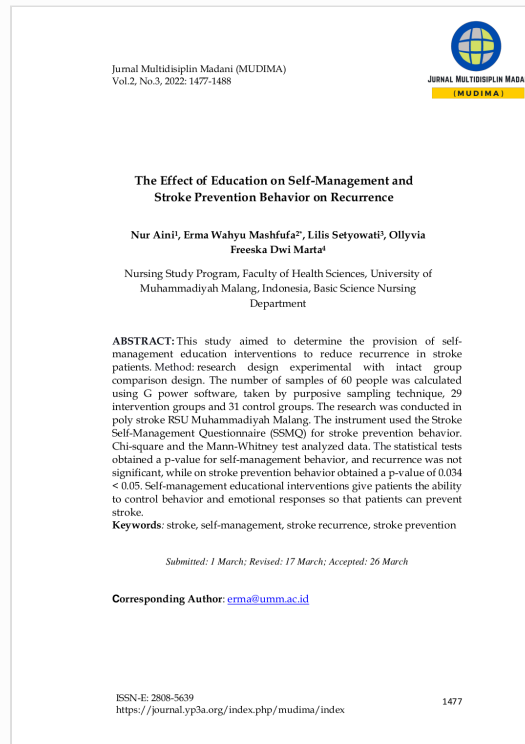 Jurnal Multidisiplin Madani (MUDIMA)
Vol.2, No.3, 2022: 1477-1488
JURNAL MULTIDISIPLIN MADA
(MUDIMA)
The Effect of Education on Self-Management and
Stroke Prevention Behavior on Recurrence
Nur Aini¹, Erma Wahyu Mashfufa²*, Lilis Setyowati³, Ollyvia
Freeska Dwi Marta⁴
Nursing Study Program, Faculty of Health Sciences, University of
Muhammadiyah Malang, Indonesia, Basic Science Nursing
Department
ABSTRACT: This study aimed to determine the provision of self-
management education interventions to reduce recurrence in stroke
patients. Method: research design experimental with intact group
comparison design. The number of samples of 60 people was calculated
using G power software, taken by purposive sampling technique, 29
intervention groups and 31 control groups. The research was conducted in
poly stroke RSU Muhammadiyah Malang. The instrument used the Stroke
Self-Management Questionnaire (SSMQ) for stroke prevention behavior.
Chi-square and the Mann-Whitney test analyzed data. The statistical tests
obtained a p-value for self-management behavior, and recurrence was not
significant, while on stroke prevention behavior obtained a p-value of 0.034
< 0.05. Self-management educational interventions give patients the ability
to control behavior and emotional responses so that patients can prevent
stroke.
Keywords: stroke, self-management, stroke recurrence, stroke prevention
Submitted: 1 March; Revised: 17 March; Accepted: 26 March
Corresponding Author: erma@umm.ac.id
ISSN-E: 2808-5639
https://journal.yp3a.org/index.php/mudima/index
1477